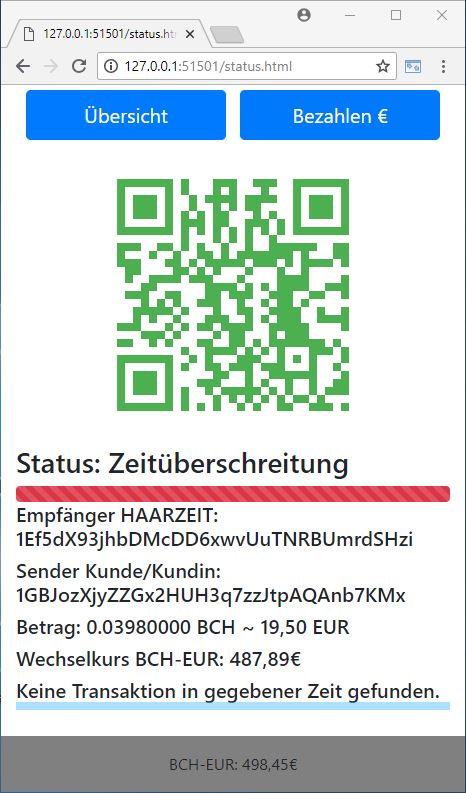 127.0.0.1:51501/status.ht
127.0.0.1:51501/status.html
Übersicht
Bezahlen €
Status: Zeitüberschreitung
Empfänger HAARZEIT:
1Ef5dX93jhbDMcDD6xwvUuTNRBUmrdSHzi
Sender Kunde/Kundin:
1GBJozXjyZZGx2HUH3q7zzJtpAQAnb7KMx
Betrag: 0.03980000 BCH ~ 19,50 EUR
Wechselkurs BCH-EUR: 487,89€
Keine Transaktion in gegebener Zeit gefunden.
BCH-EUR: 498,45€